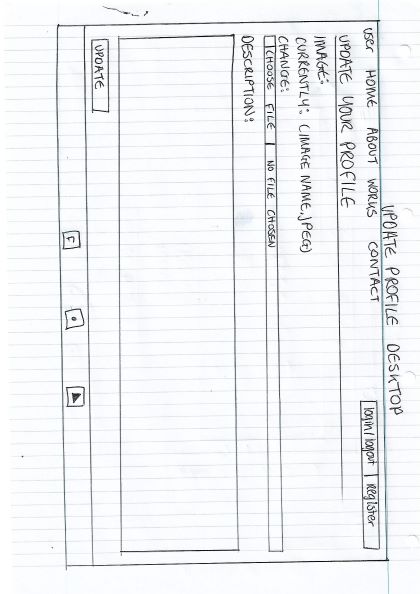 UPDATE PROFILE DESKTOP
User HOME ABOUT WORKS CONTACT login/logout Register
UPDATE YOUR PROFILE
IMAGE:
CURRENTLY: (IMAGE NAME.JPEG)
CHANGE:
CHOOSE FILE NO FILE CHOSEN
DESCRIPTION:
UPDATE
F